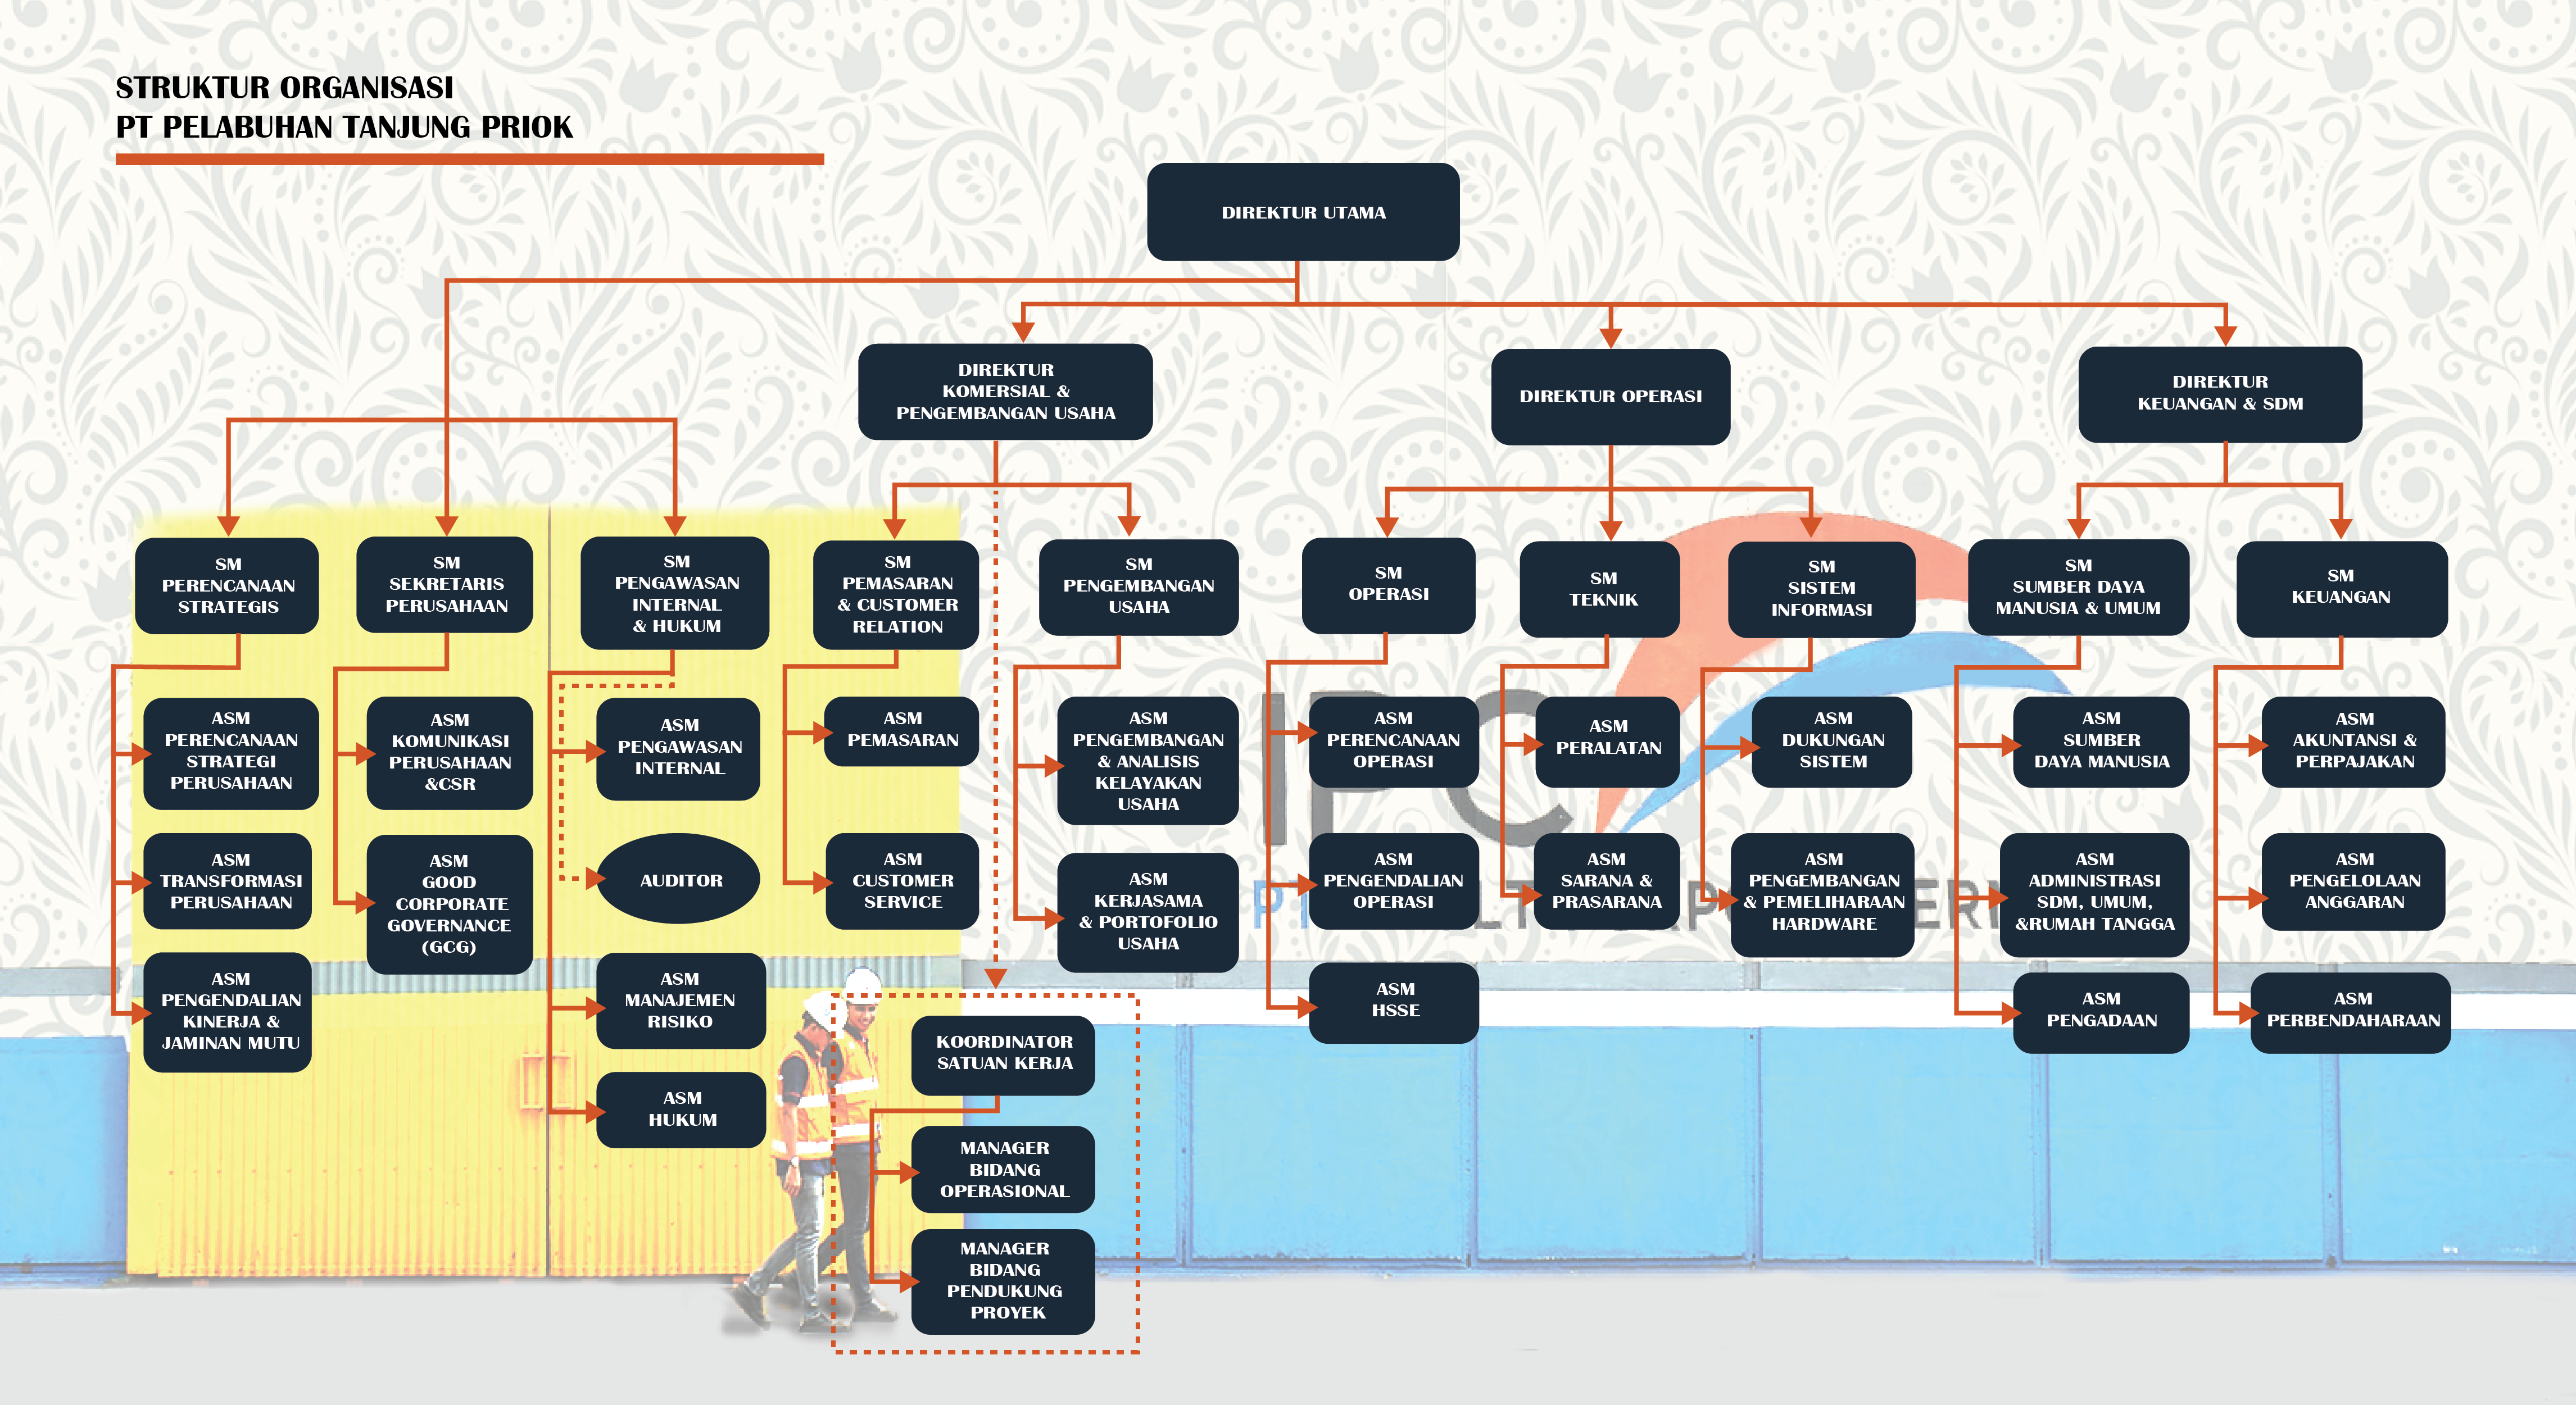 STRUKTUR ORGANISASI
PT PELABUHAN TANJUNG PRIOK
DIREKTUR UTAMA
DIREKTUR
KOMERSIAL &
PENGEMBANGAN USAHA
DIREKTUR OPERASI
DIREKTUR
KEUANGAN & SDM
SM
PERENCANAAN
STRATEGIS
SM
SEKRETARIS
PERUSAHAAN
SM
PENGAWASAN
INTERNAL
& HUKUM
SM
PEMASARAN
& CUSTOMER
RELATION
SM
PENGEMBANGAN
USAHA
SM
OPERASI
SM
TEKNIK
SM
SISTEM
INFORMASI
SM
SUMBER DAYA
MANUSIA & UMUM
SM
KEUANGAN
ASM
PERENCANAAN
STRATEGI
PERUSAHAAN
ASM
KOMUNIKASI
PERUSAHAAN
&CSR
ASM
PENGAWASAN
INTERNAL
ASM
PEMASARAN
ASM
PENGEMBANGAN
& ANALISIS
KELAYAKAN
USAHA
ASM
PERENCANAAN
OPERASI
ASM
PERALATAN
ASM
DUKUNGAN
SISTEM
ASM
SUMBER
DAYA MANUSIA
ASM
AKUNTANSI &
PERPAJAKAN
ASM
TRANSFORMASI
PERUSAHAAN
ASM
GOOD
CORPORATE
GOVERNANCE
(GCG)
AUDITOR
ASM
CUSTOMER
SERVICE
ASM
KERJASAMA
& PORTOFOLIO
USAHA
ASM
PENGENDALIAN
OPERASI
ASM
SARANA &
PRASARANA
ASM
PENGEMBANGAN
& PEMELIHARAAN
HARDWARE
ASM
ADMINISTRASI
SDM, UMUM,
&RUMAH TANGGA
ASM
PENGELOLAAN
ANGGARAN
ASM
PENGENDALIAN
KINERJA &
JAMINAN MUTU
ASM
MANAJEMEN
RISIKO
ASM
HSSE
ASM
PENGADAAN
ASM
PERBENDAHARAAN
ASM
HUKUM
KOORDINATOR
SATUAN KERJA
MANAGER
BIDANG
OPERASIONAL
MANAGER
BIDANG
PENDUKUNG
PROYEK
IPC